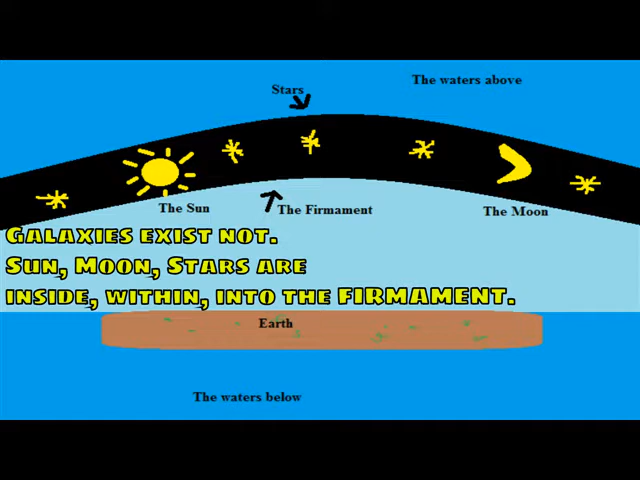 The waters above
Stars
The Sun
The Firmament
The Moon
GALAXIES EXIST NOT.
SUN, MOON, STARS ARE
INSIDE, WITHIN, INTO THE FIRMAMENT.
Earth
The waters below